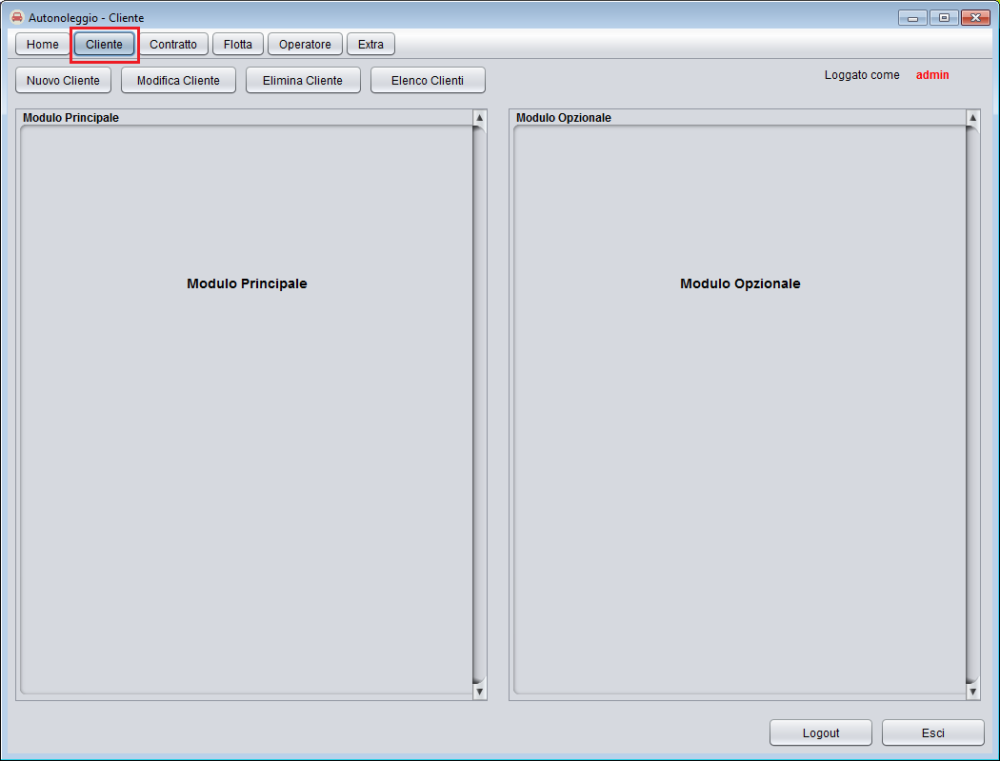 Autonoleggio - Cliente
Home Cliente Contratto Flotta Operatore Extra
Nuovo Cliente Modifica Cliente Elimina Cliente Elenco Clienti Loggato come admin
Modulo Principale Modulo Opzionale
Modulo Principale Modulo Opzionale
Logout Esci